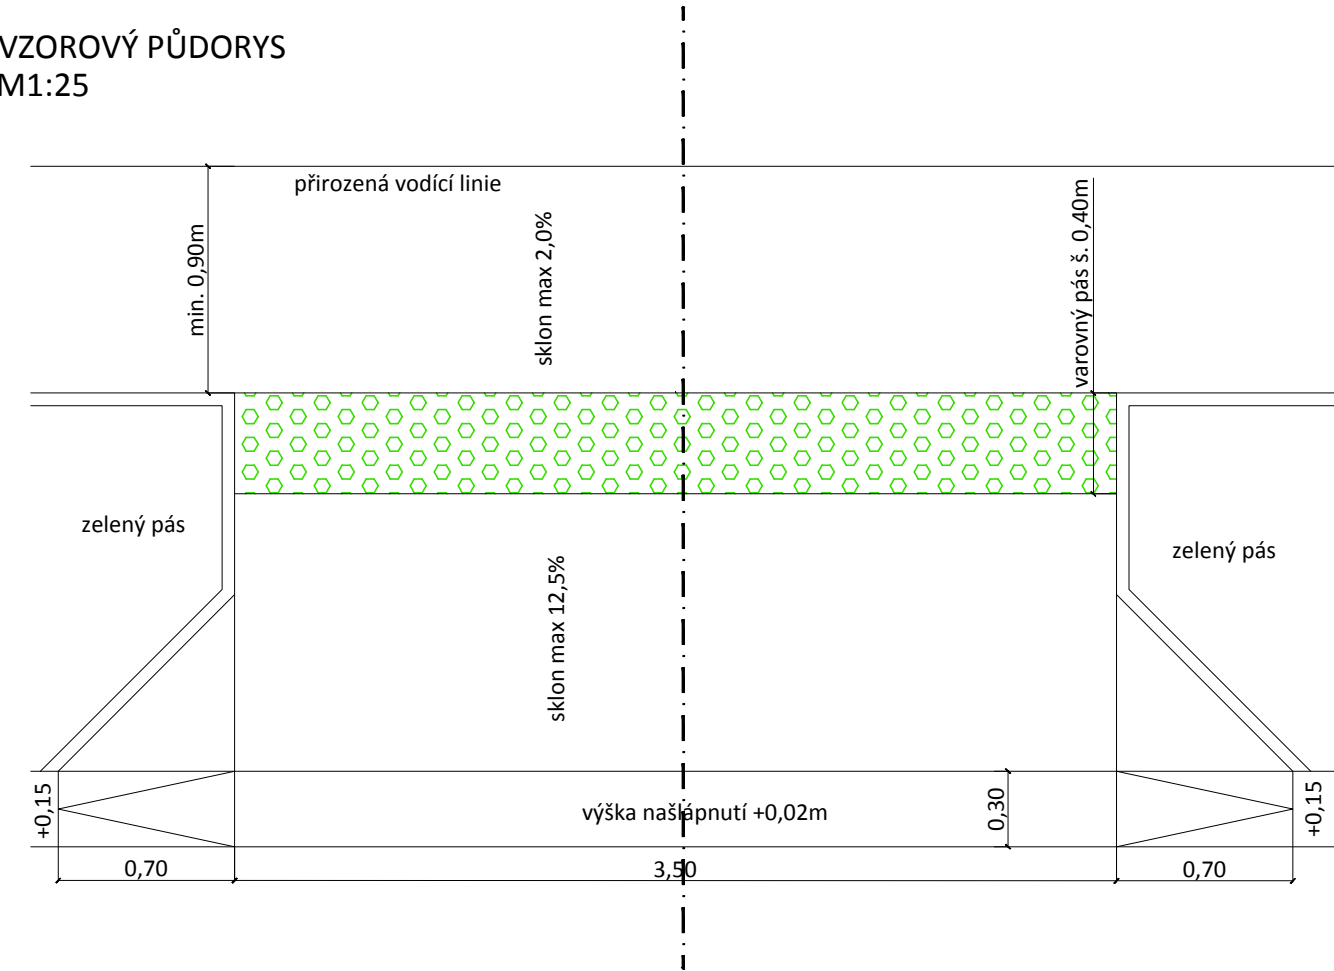 VZOROVÝ PŮDORYS
M1:25
přirozená vodící linie
min. 0,90m
sklon max 2,0%
varovný pás š. 0,40m
zelený pás
zelený pás
sklon max 12,5%
+0,15
výška našlápnutí +0,02m
0,30
+0,15
0,70
3,50
0,70